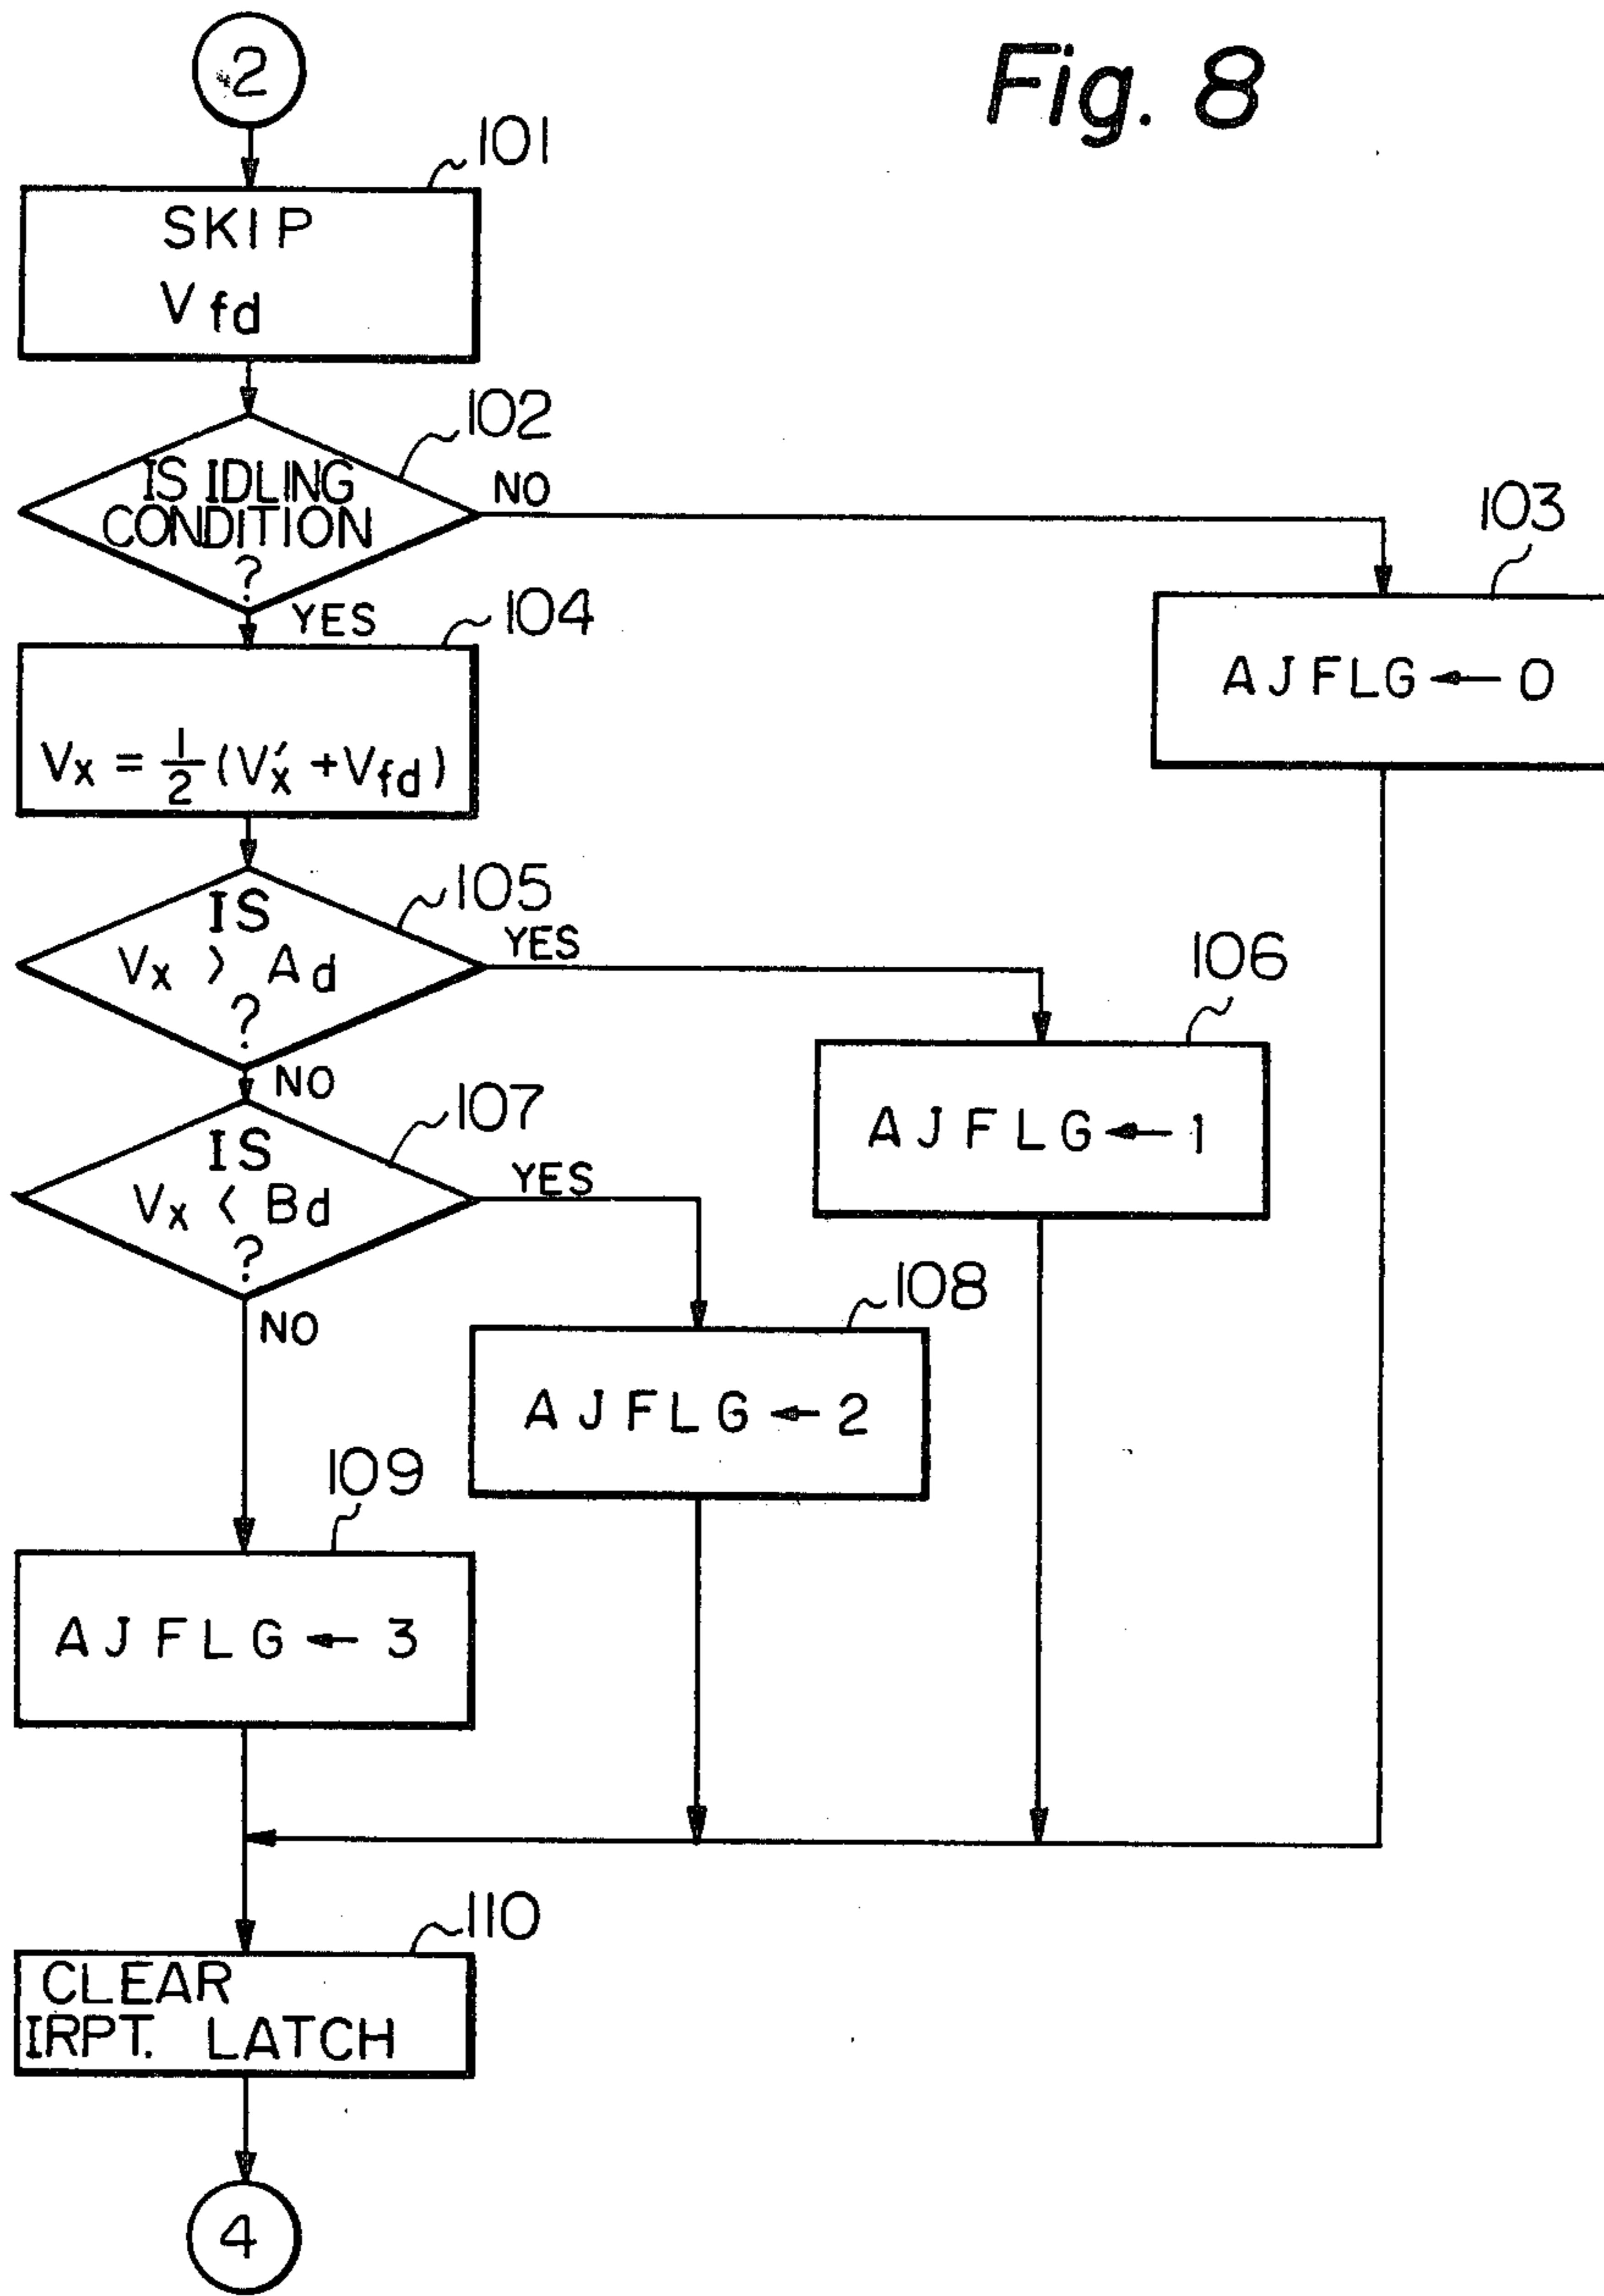 Fig. 8
2
101
SKIP
Vfd
102
IS IDLING
CONDITION
?
NO
YES
103
AJFLG ← 0
104
Vx = 1/2 (Vx' + Vfd)
105
IS
Vx > Ad
?
YES
NO
106
AJFLG ← 1
107
IS
Vx < Bd
?
YES
NO
108
AJFLG ← 2
109
AJFLG ← 3
110
CLEAR
IRPT. LATCH
4